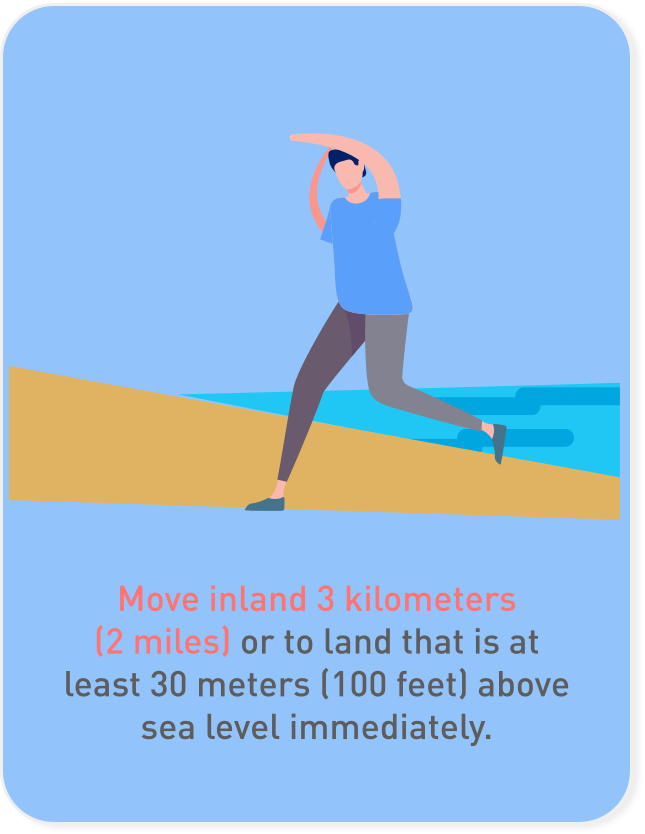 Move inland 3 kilometers
(2 miles) or to land that is at
least 30 meters (100 feet) above
sea level immediately.